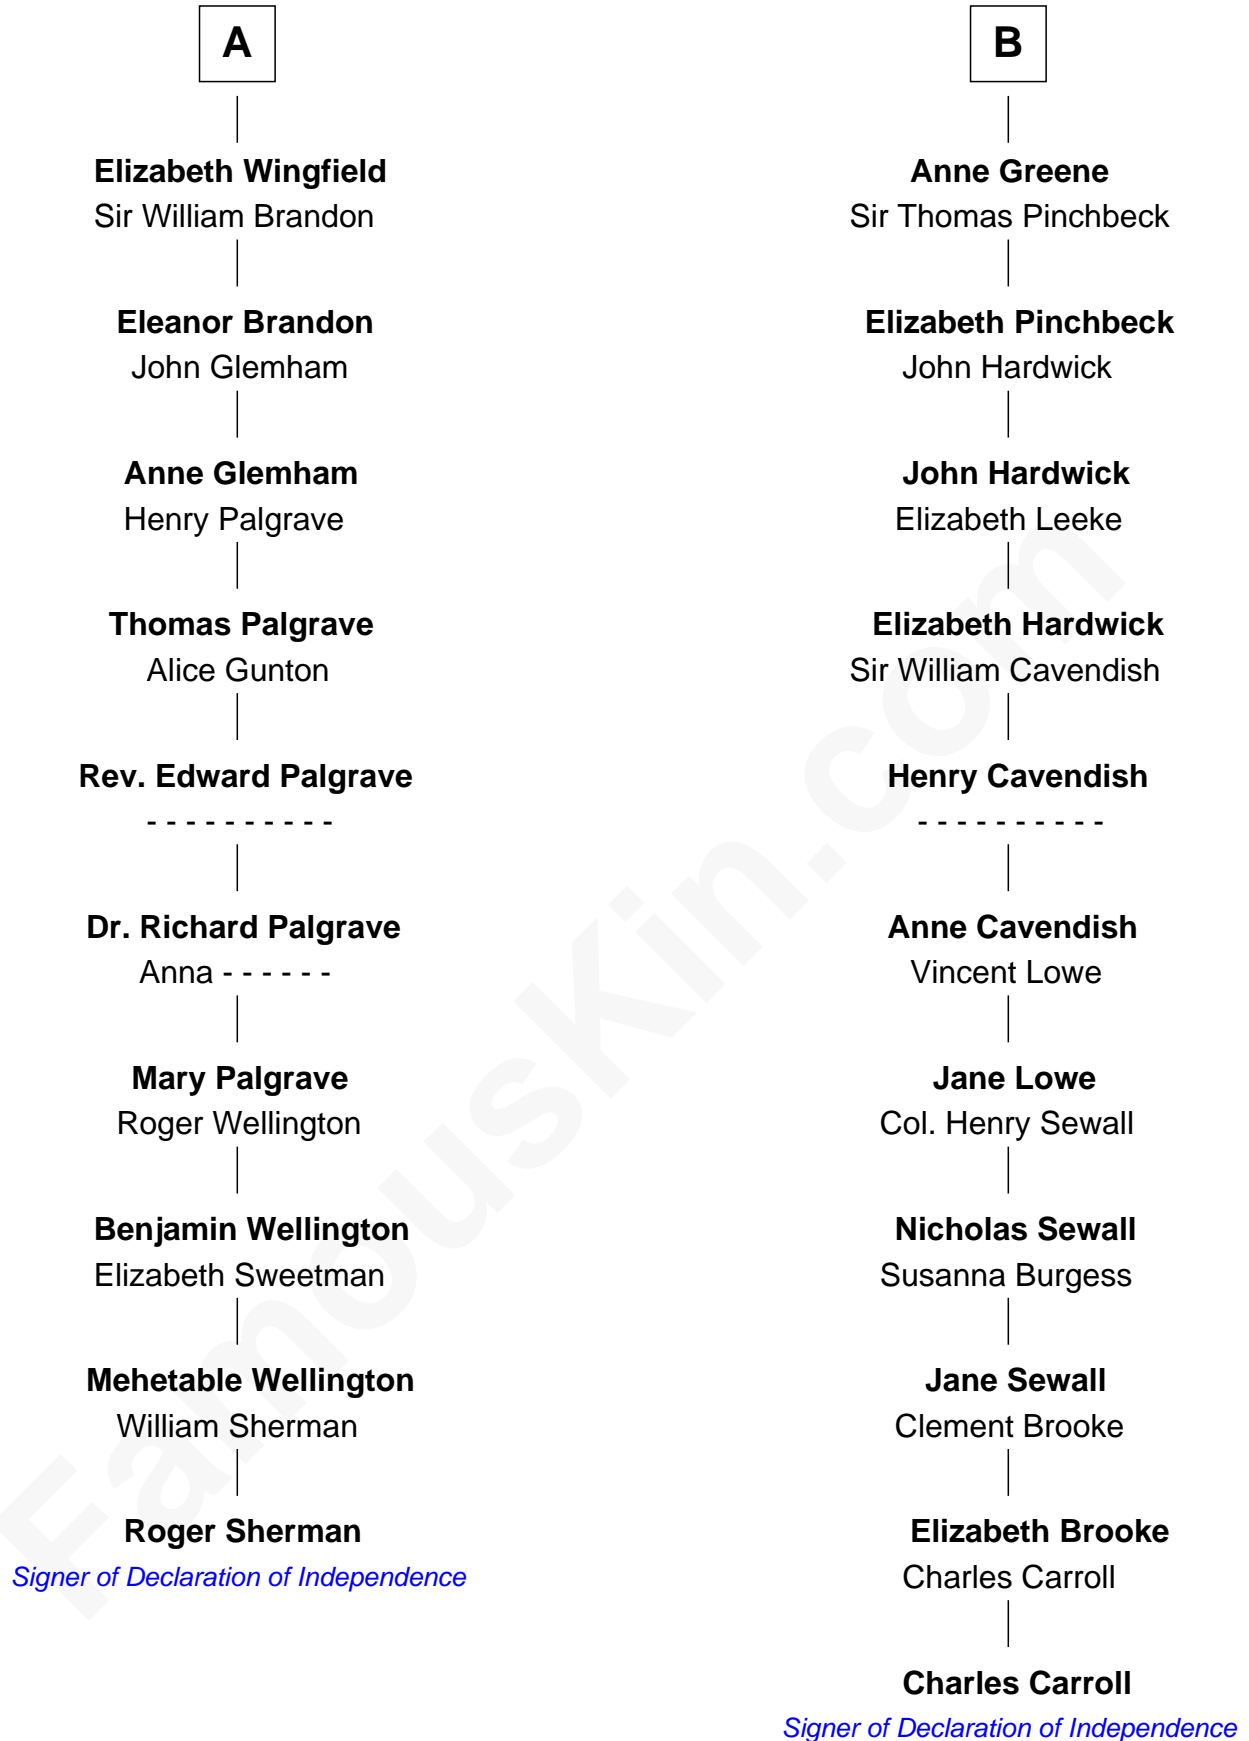 A
Elizabeth Wingfield
Sir William Brandon
Eleanor Brandon
John Glemham
Anne Glemham
Henry Palgrave
Thomas Palgrave
Alice Gunton
Rev. Edward Palgrave
- - - - - - - - - -
Dr. Richard Palgrave
Anna - - - - - -
Mary Palgrave
Roger Wellington
Benjamin Wellington
Elizabeth Sweetman
Mehetable Wellington
William Sherman
Roger Sherman
Signer of Declaration of Independence
B
Anne Greene
Sir Thomas Pinchbeck
Elizabeth Pinchbeck
John Hardwick
John Hardwick
Elizabeth Leeke
Elizabeth Hardwick
Sir William Cavendish
Henry Cavendish
- - - - - - - - - -
Anne Cavendish
Vincent Lowe
Jane Lowe
Col. Henry Sewall
Nicholas Sewall
Susanna Burgess
Jane Sewall
Clement Brooke
Elizabeth Brooke
Charles Carroll
Charles Carroll
Signer of Declaration of Independence
FamousKin.com